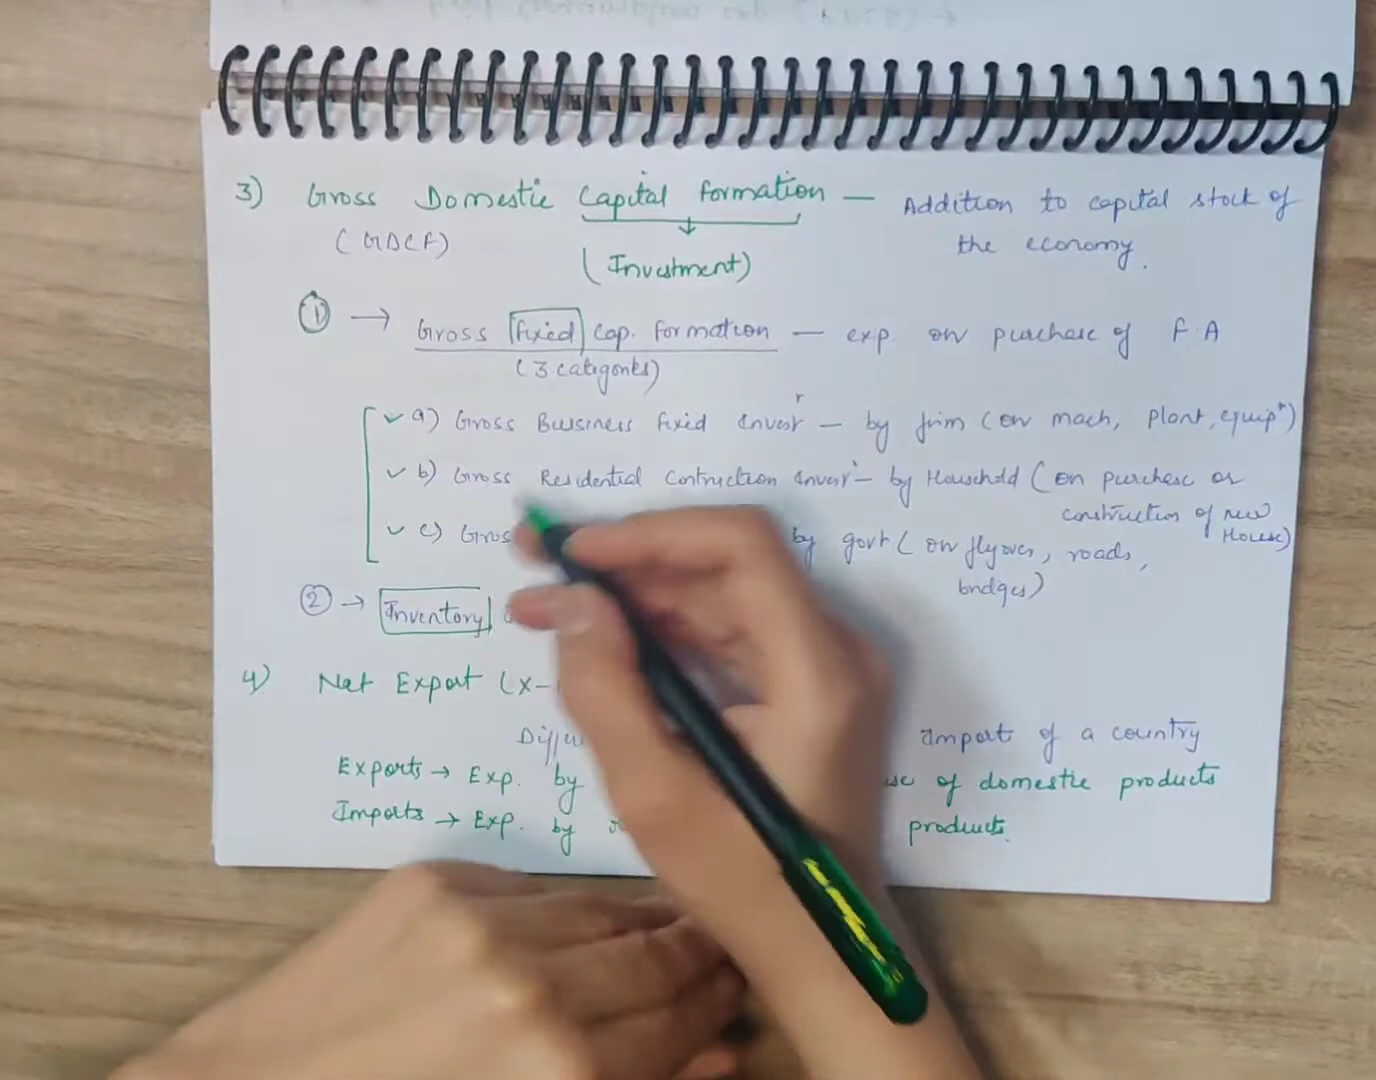 3) Gross Domestic Capital formation — Addition to capital stock of
(GDCF) the economy.
(Investment)
① → Gross fixed Cap. formation — exp. on purchase of F.A
(3 categories)
a) Gross Bussiness fixed Invest^r — by firm (on mach, plant, equip^r)
b) Gross Residential Contruction Invest^r — by Household (on purchase or
construction of new
House)
c) Gros by govt (on flyover, roads,
bridges)
② → Inventory
4) Net Export (X-
import of a country
Exports → Exp. by of domestic products
Imports → Exp. by products.